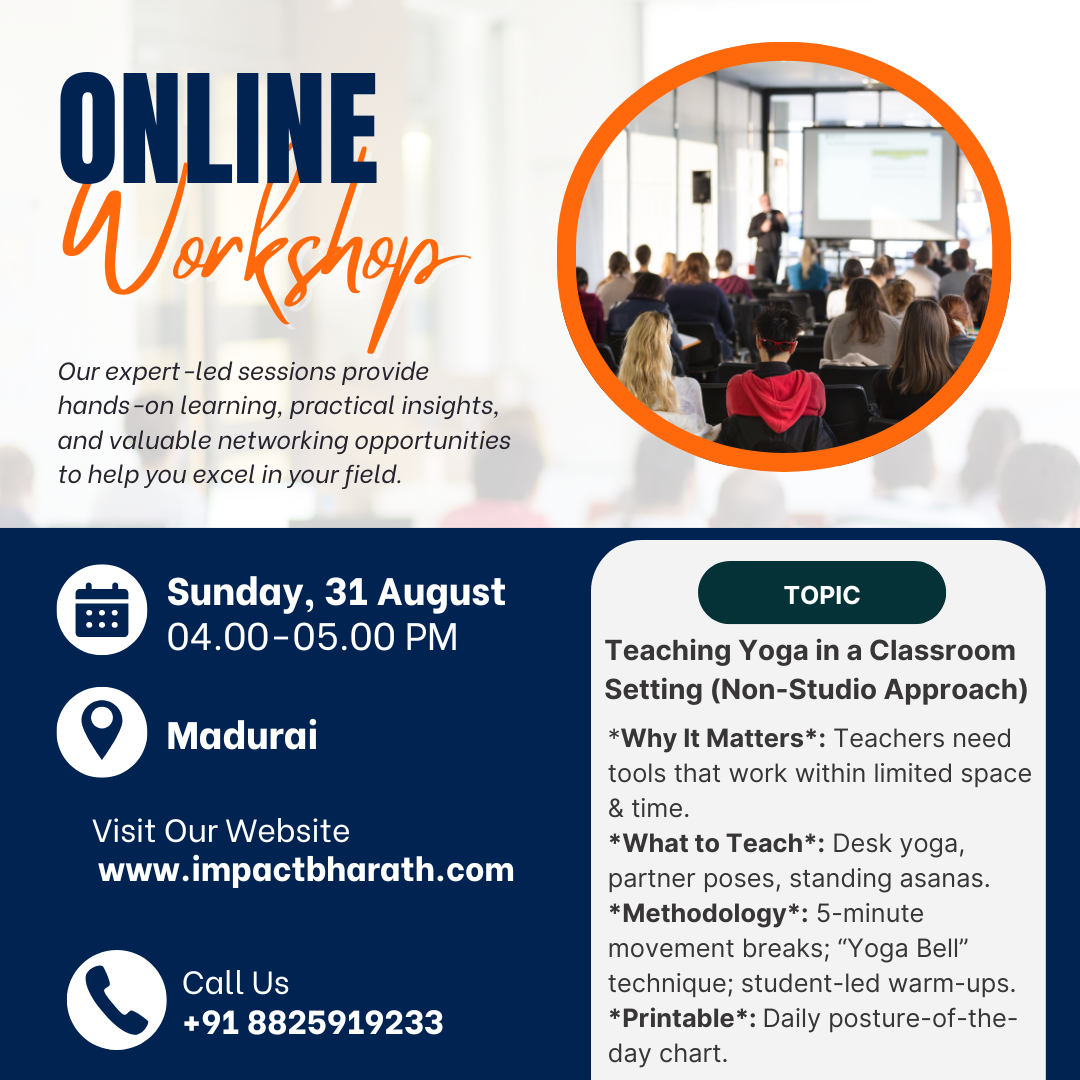 ONLINE
Workshop
Our expert-led sessions provide
hands-on learning, practical insights,
and valuable networking opportunities
to help you excel in your field.
Sunday, 31 August
04.00-05.00 PM
Madurai
Visit Our Website
www.impactbharath.com
Call Us
+91 8825919233
TOPIC
Teaching Yoga in a Classroom
Setting (Non-Studio Approach)
*Why It Matters*: Teachers need
tools that work within limited space
& time.
*What to Teach*: Desk yoga,
partner poses, standing asanas.
*Methodology*: 5-minute
movement breaks; “Yoga Bell”
technique; student-led warm-ups.
*Printable*: Daily posture-of-the-
day chart.